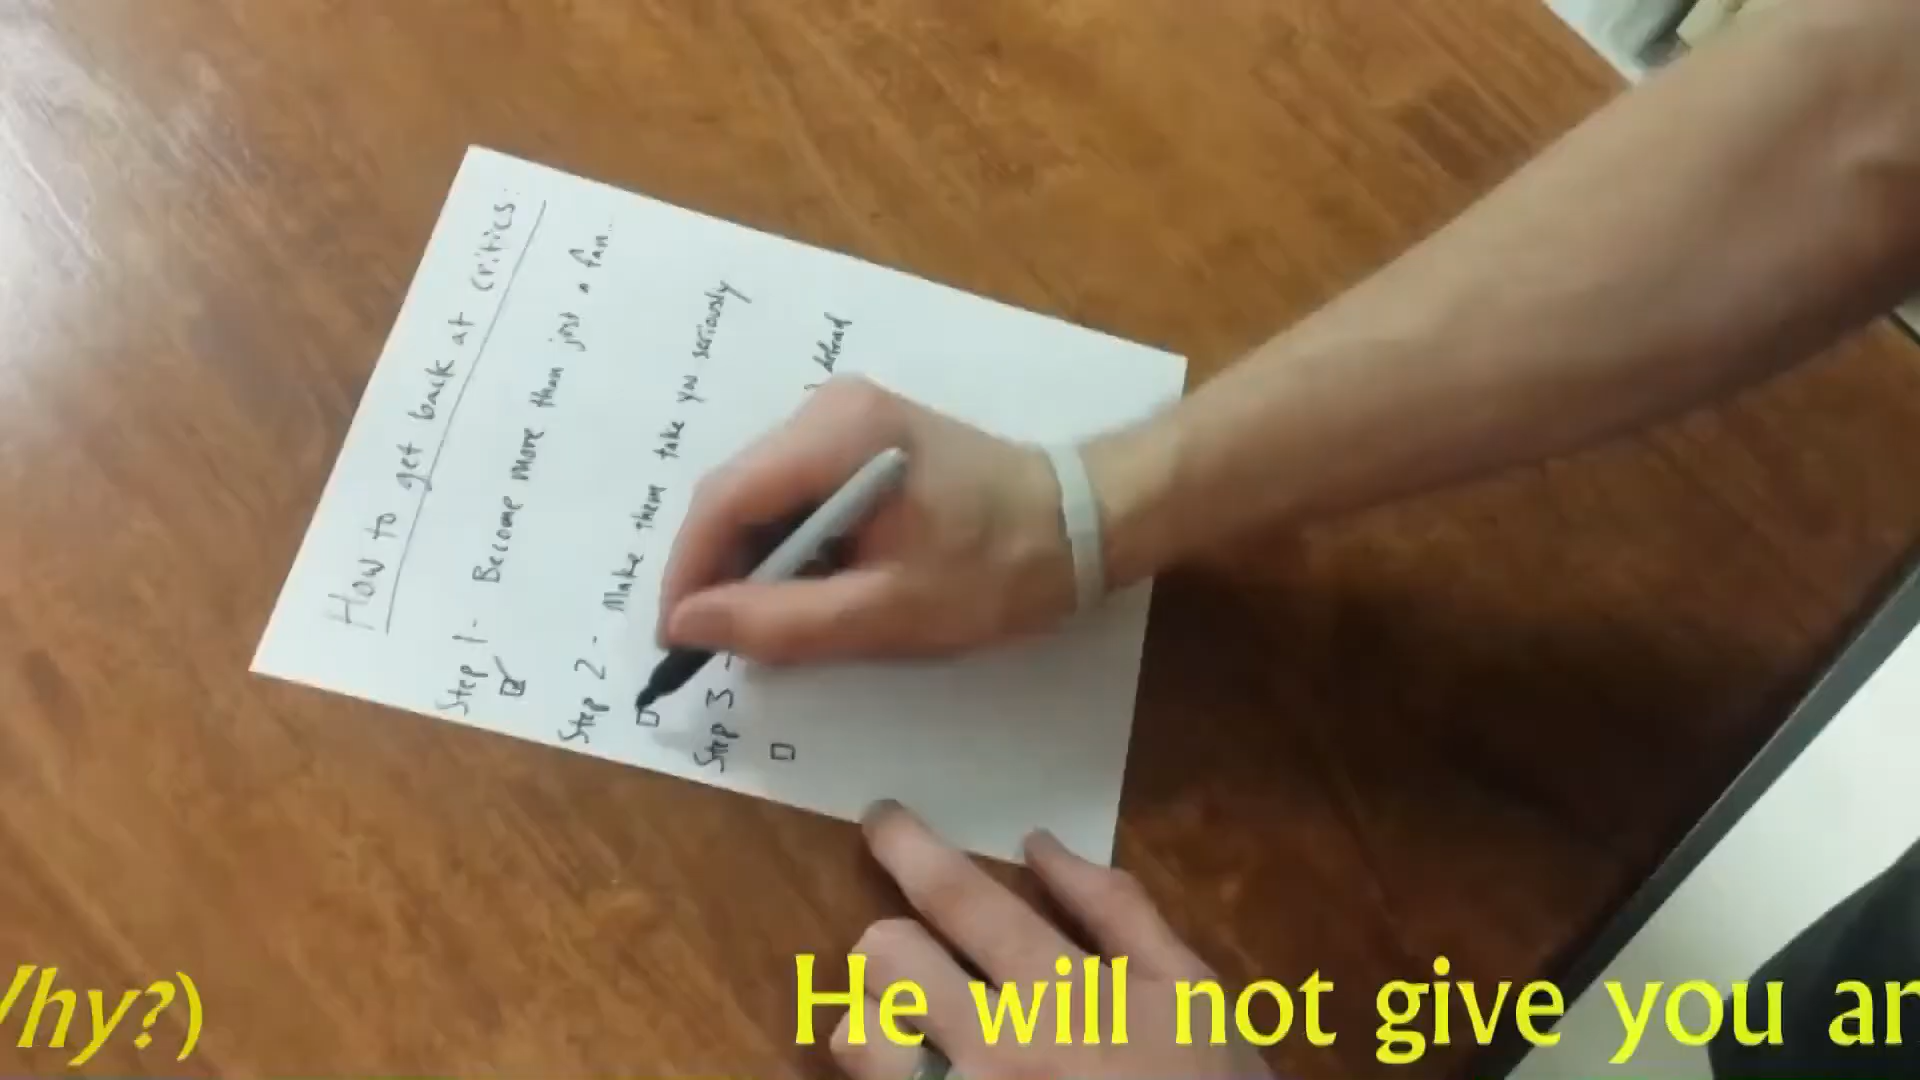 How to get back at critics:
Step 1 - Become more than just a fan...
Step 2 - Make them take you seriously
Step 3 -
Why?)
He will not give you an